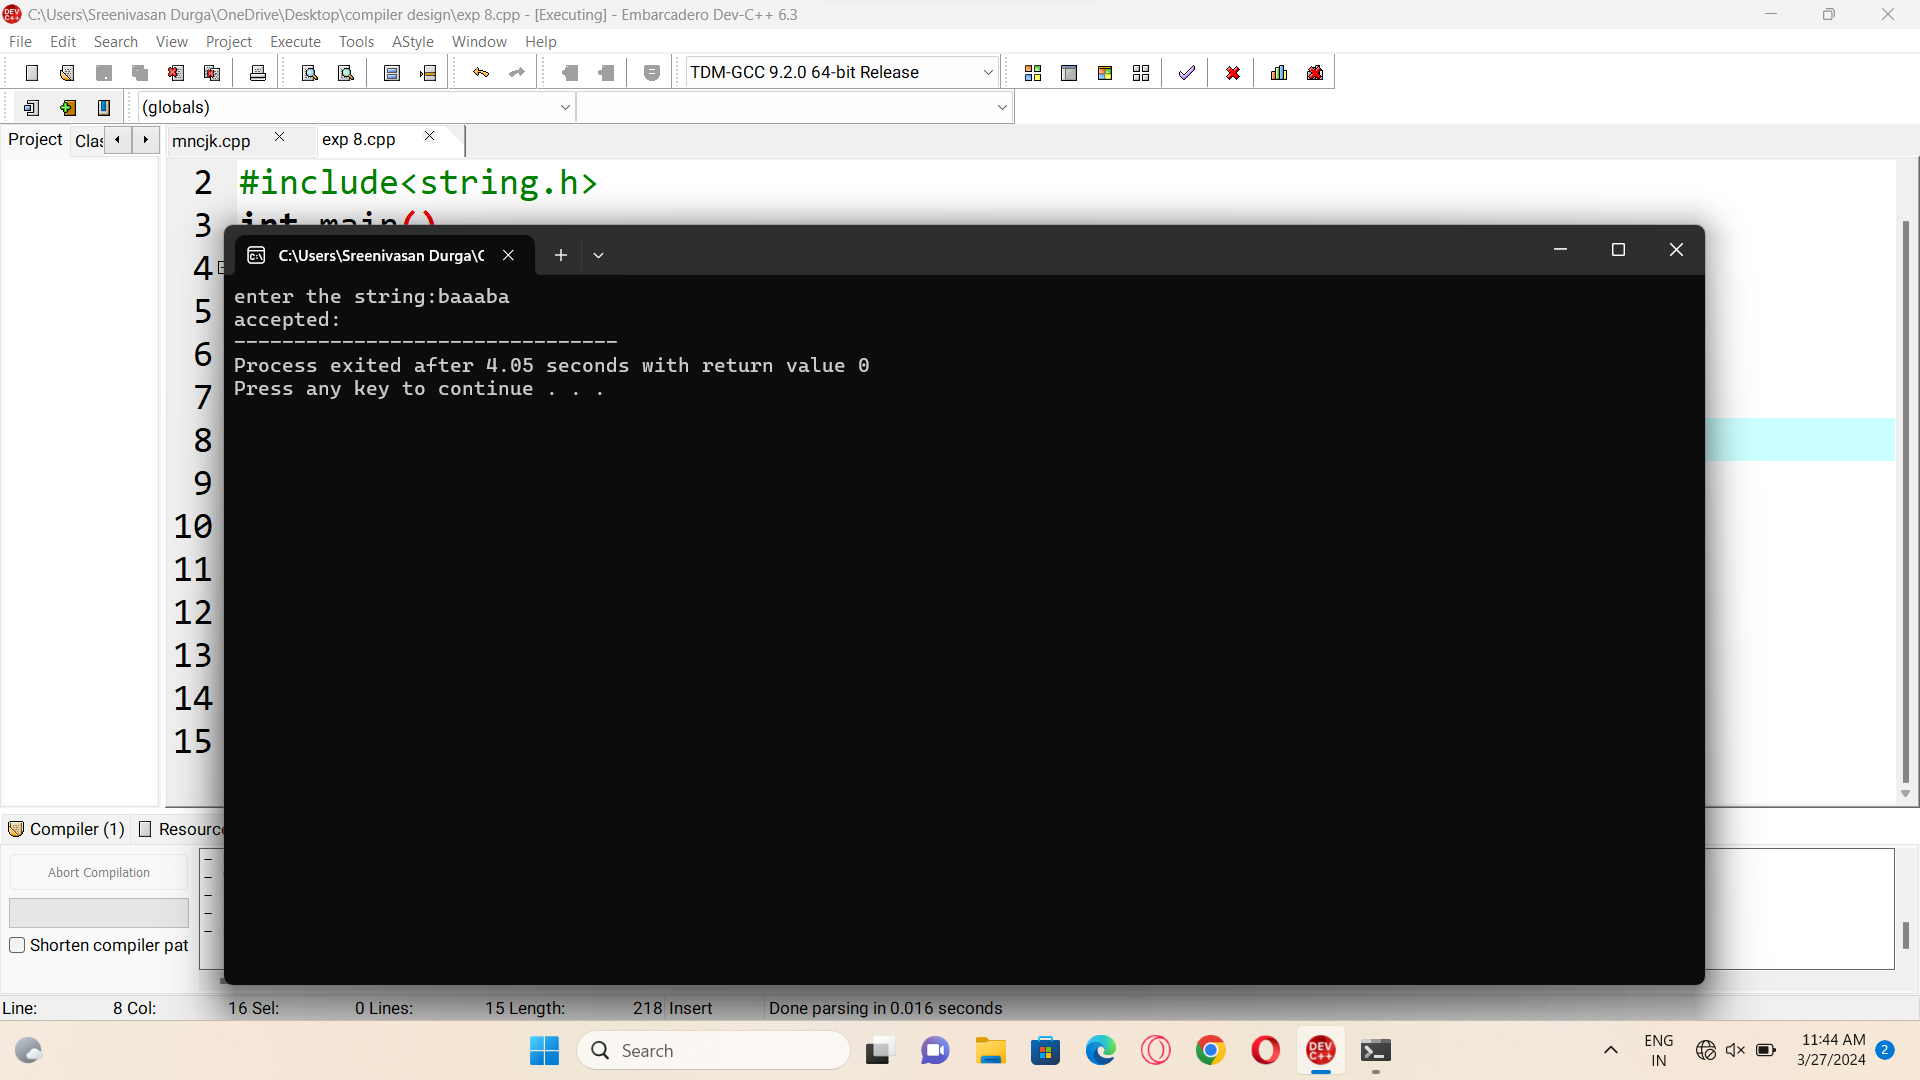 C:\Users\Sreenivasan Durga\OneDrive\Desktop\compiler design\exp 8.cpp - [Executing] - Embarcadero Dev-C++ 6.3
File Edit Search View Project Execute Tools AStyle Window Help
TDM-GCC 9.2.0 64-bit Release
(globals)
Project Clas mncjk.cpp exp 8.cpp
2 #include<string.h>
3 int main()
4
C:\Users\Sreenivasan Durga\C
enter the string:baaaba
5
accepted:
--------------------------------
6
Process exited after 4.05 seconds with return value 0
Press any key to continue . . .
7
8
9
10
11
12
13
14
15
Compiler (1) Resourc
Abort Compilation
Shorten compiler pat
Line: 8 Col: 16 Sel: 0 Lines: 15 Length: 218 Insert Done parsing in 0.016 seconds
Search
DEV C++
ENG
IN
11:44 AM
3/27/2024
2